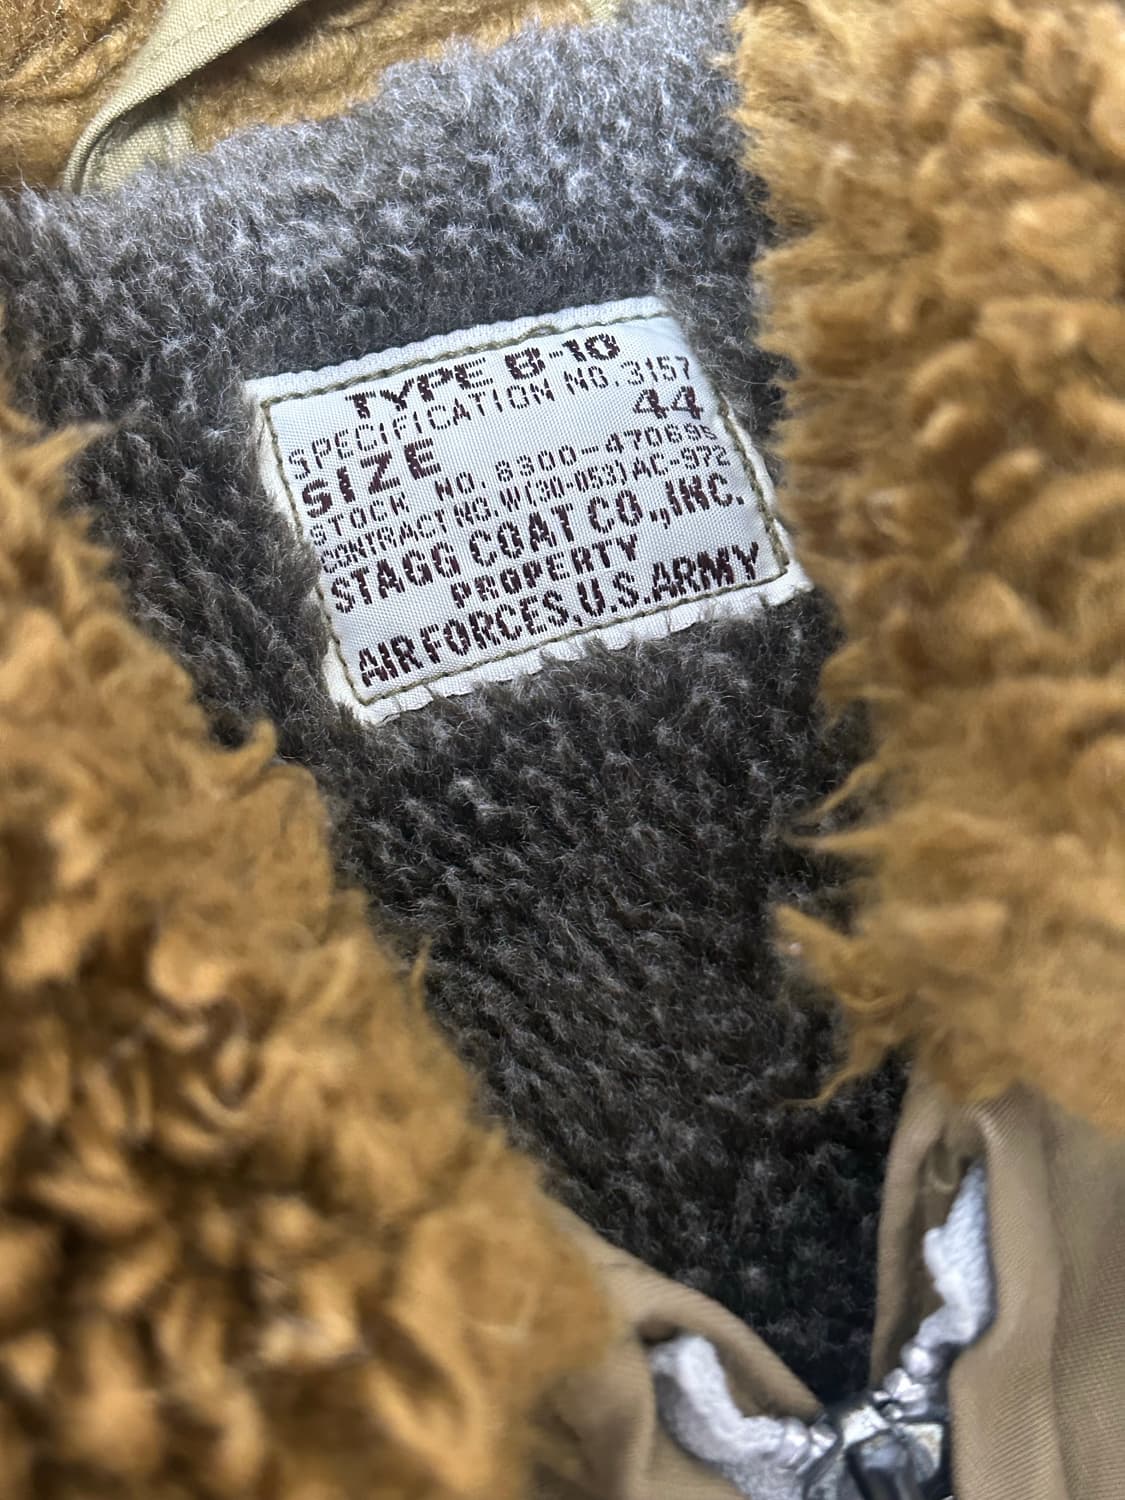 TYPE B-10
SPECIFICATION NO. 3157
SIZE 44
STOCK NO. 8300-470695
CONTRACT NO. W(30-053)AC-972
STAGG COAT CO., INC.
PROPERTY
AIR FORCES, U.S. ARMY